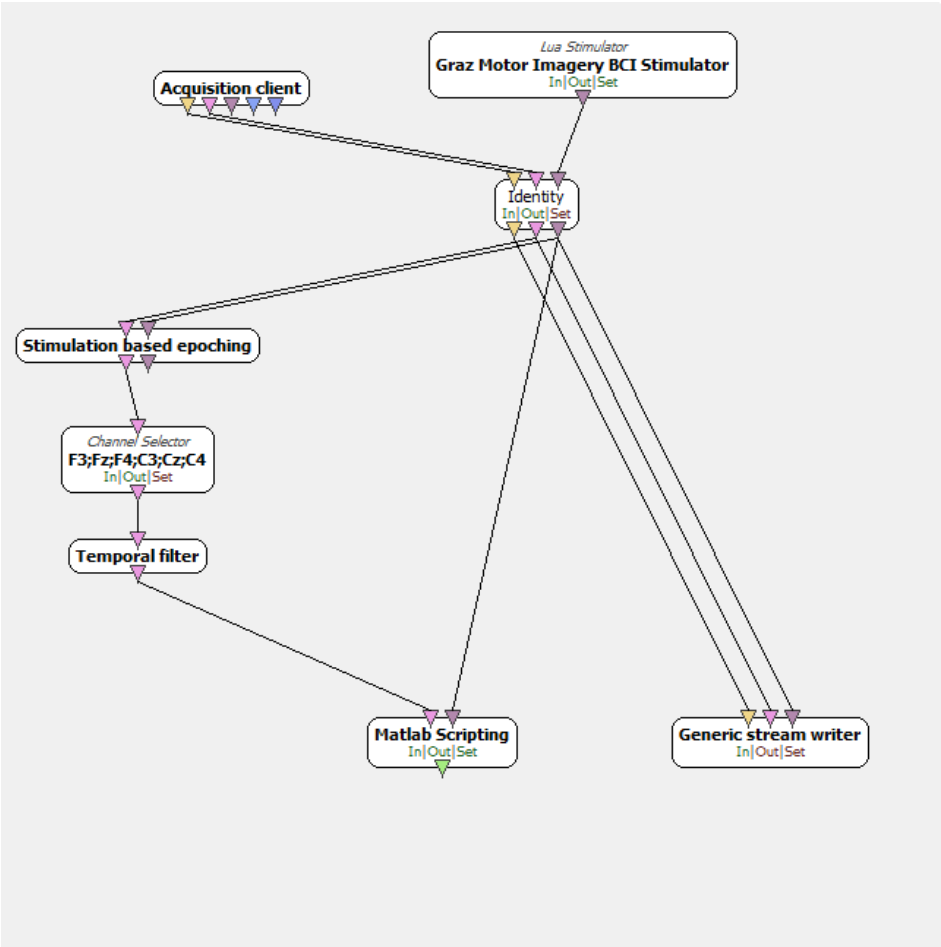 Lua Stimulator
Graz Motor Imagery BCI Stimulator
In|Out|Set
Acquisition client
Identity
In|Out|Set
Stimulation based epoching
Channel Selector
F3;Fz;F4;C3;Cz;C4
In|Out|Set
Temporal filter
Matlab Scripting
In|Out|Set
Generic stream writer
In|Out|Set